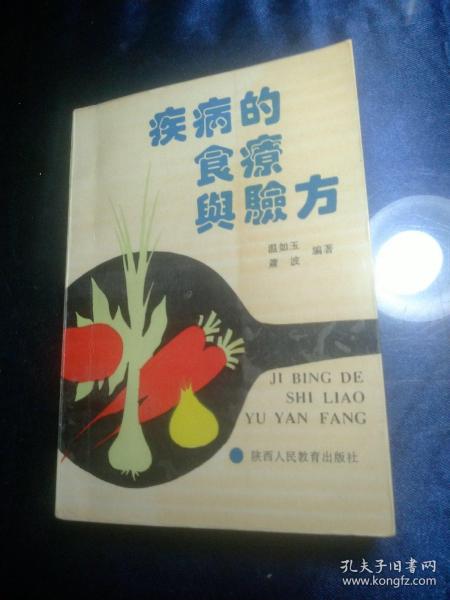 疾病的
食療
與驗方
温如玉
蕭波 编著
JI BING DE
SHI LIAO
YU YAN FANG
陕西人民教育出版社
孔夫子旧书网
www.kongfz.com